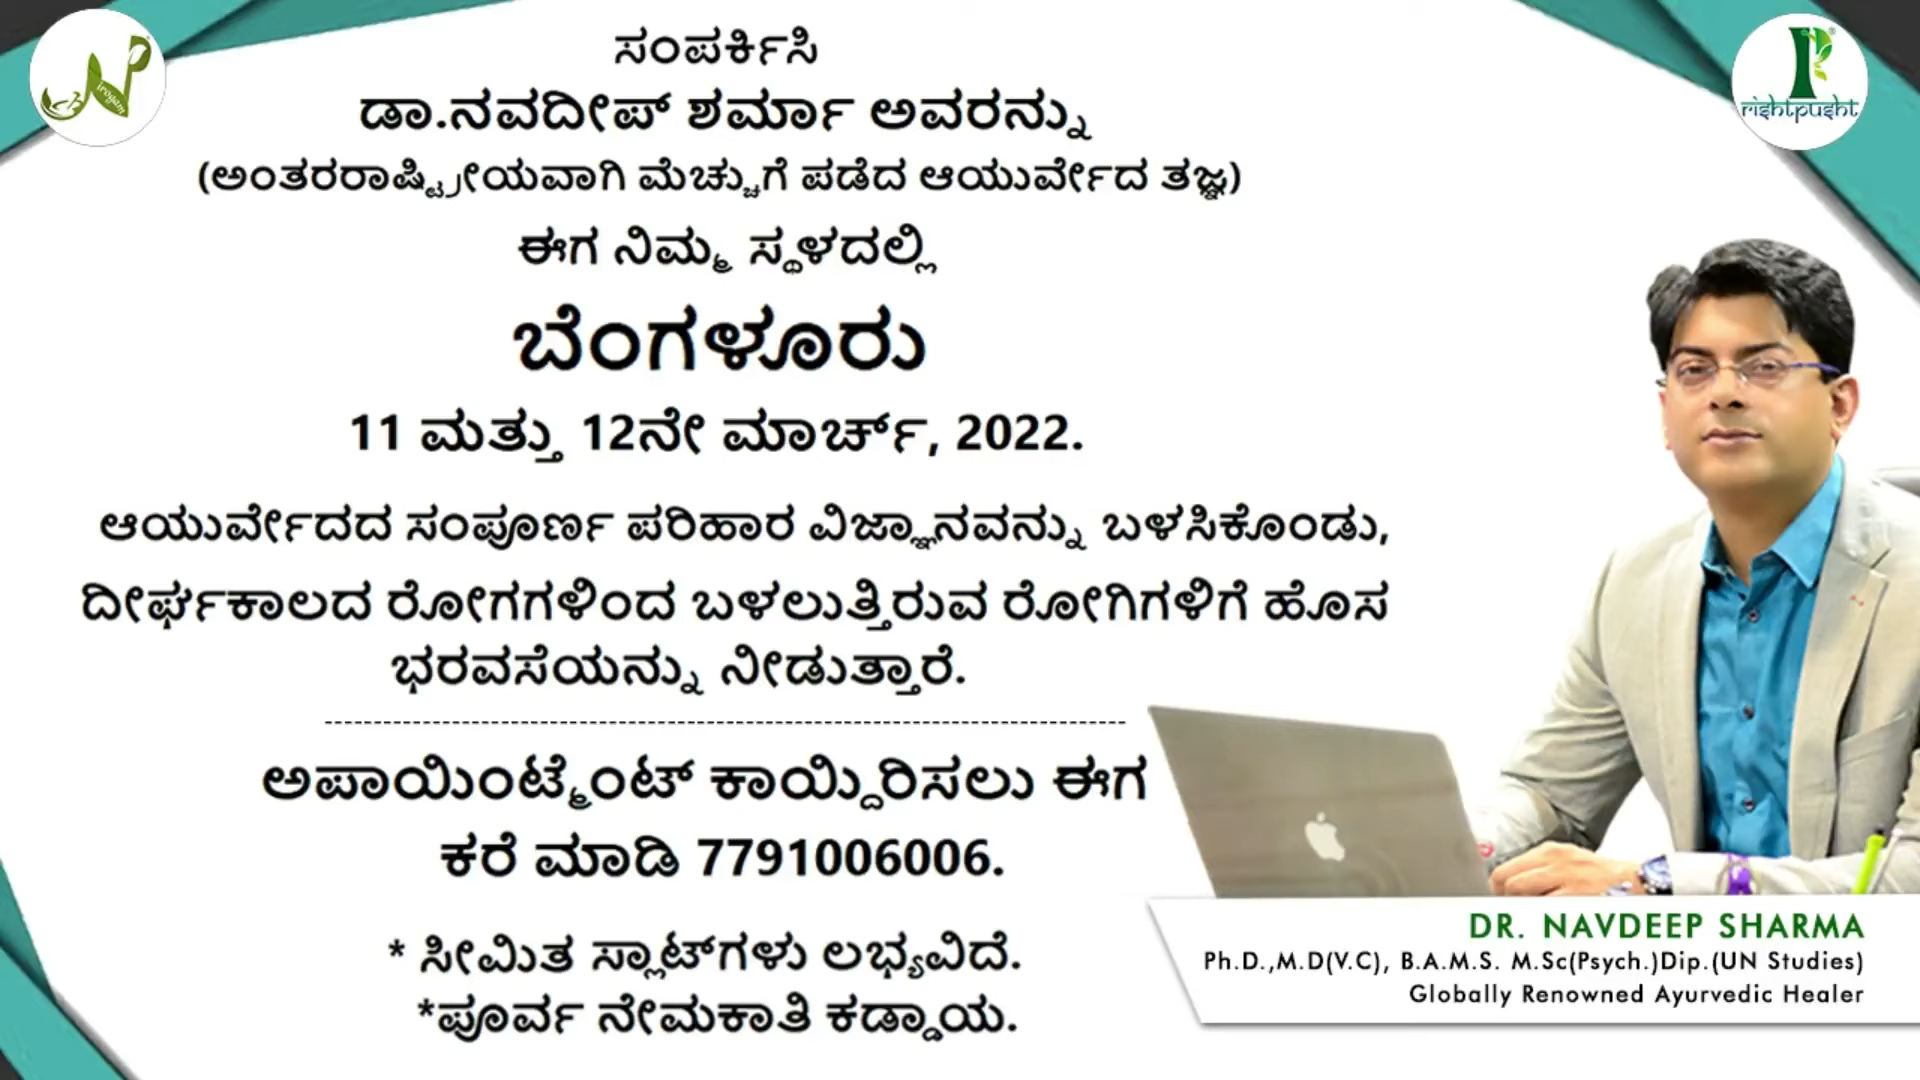 ಸಂಪರ್ಕಿಸಿ
ಡಾ.ನವದೀಪ್ ಶರ್ಮಾ ಅವರನ್ನು
(ಅಂತರರಾಷ್ಟ್ರೀಯವಾಗಿ ಮೆಚ್ಚುಗೆ ಪಡೆದ ಆಯುರ್ವೇದ ತಜ್ಞ)
ಈಗ ನಿಮ್ಮ ಸ್ಥಳದಲ್ಲಿ
ಬೆಂಗಳೂರು
11 ಮತ್ತು 12ನೇ ಮಾರ್ಚ್, 2022.
ಆಯುರ್ವೇದದ ಸಂಪೂರ್ಣ ಪರಿಹಾರ ವಿಜ್ಞಾನವನ್ನು ಬಳಸಿಕೊಂಡು,
ದೀರ್ಘಕಾಲದ ರೋಗಗಳಿಂದ ಬಳಲುತ್ತಿರುವ ರೋಗಿಗಳಿಗೆ ಹೊಸ
ಭರವಸೆಯನ್ನು ನೀಡುತ್ತಾರೆ.
ಅಪಾಯಿಂಟ್ಮೆಂಟ್ ಕಾಯ್ದಿರಿಸಲು ಈಗ
ಕರೆ ಮಾಡಿ 7791006006.
* ಸೀಮಿತ ಸ್ಲಾಟ್‌ಗಳು ಲಭ್ಯವಿದೆ.
*ಪೂರ್ವ ನೇಮಕಾತಿ ಕಡ್ಡಾಯ.
Nirogam
rishtpusht
DR. NAVDEEP SHARMA
Ph.D.,M.D(V.C), B.A.M.S. M.Sc(Psych.)Dip.(UN Studies)
Globally Renowned Ayurvedic Healer